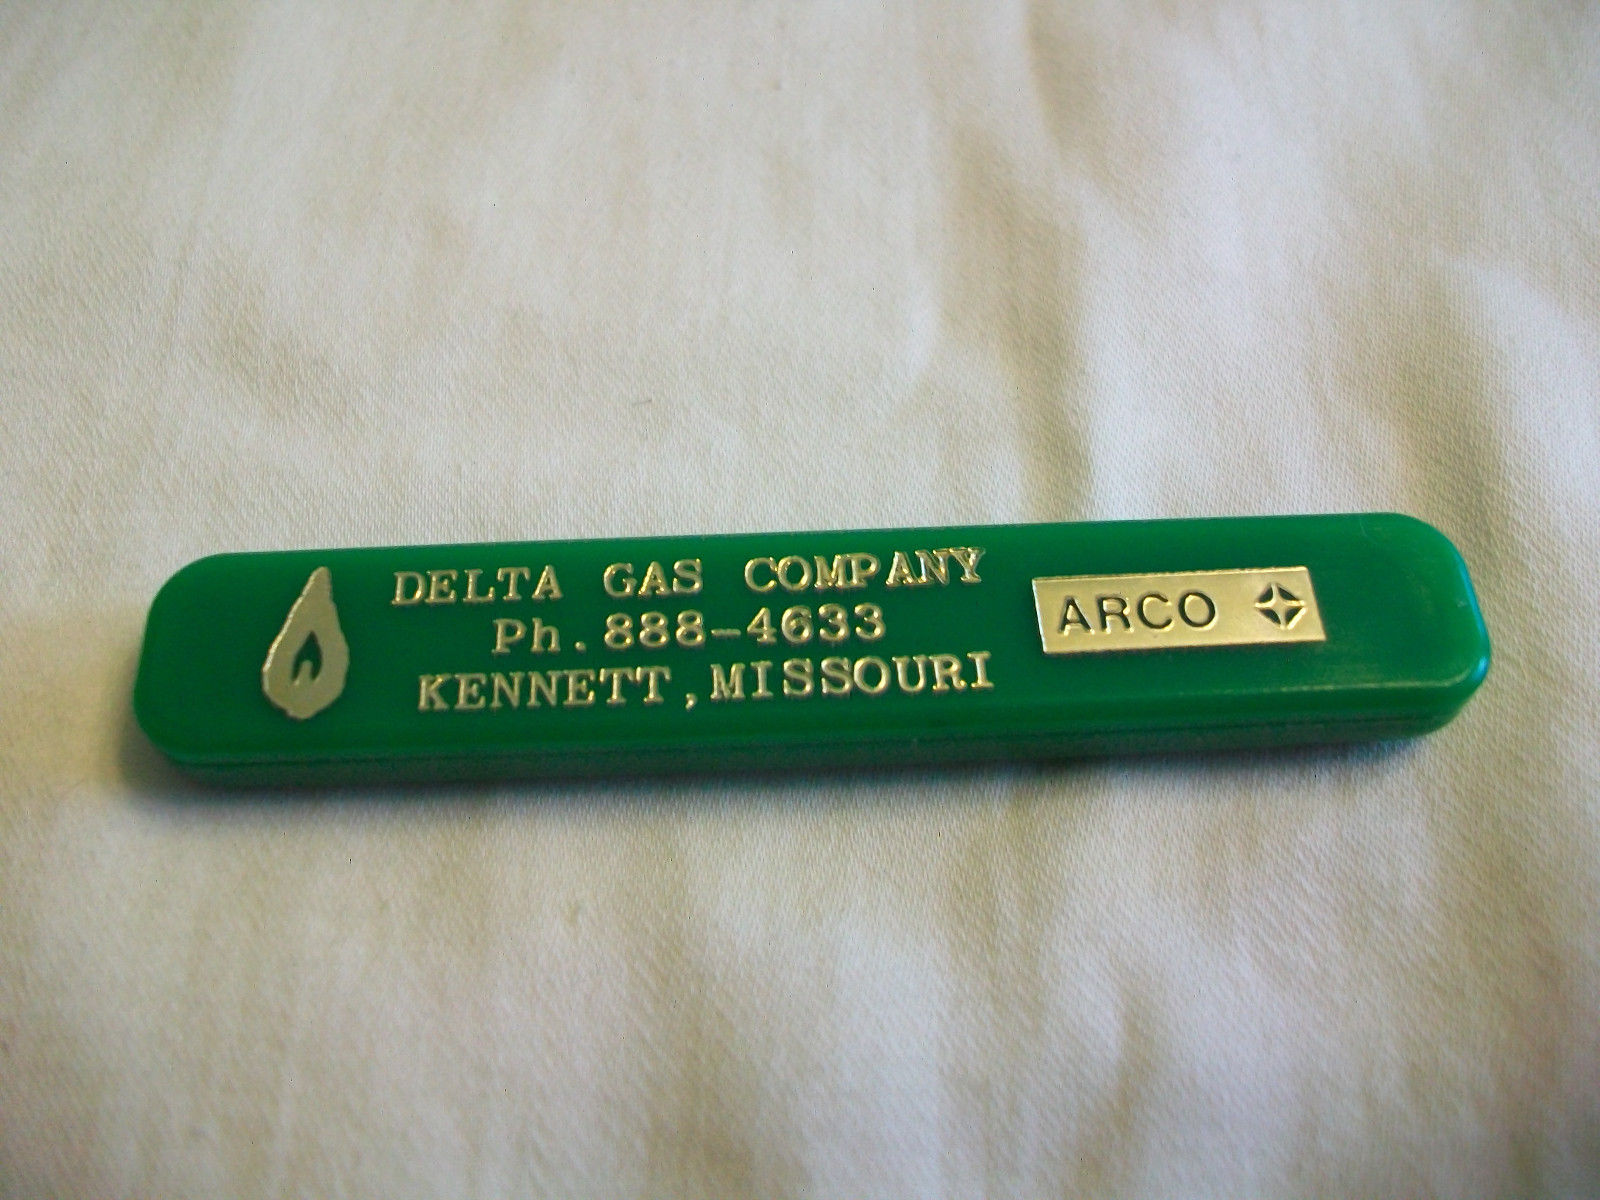 DELTA GAS COMPANY
Ph. 888-4633
KENNETT, MISSOURI
ARCO